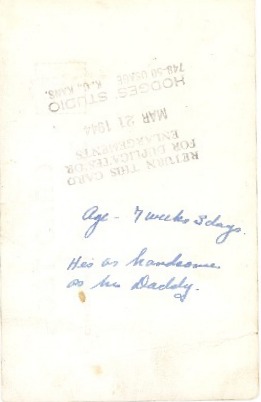 RETURN THIS CARD
FOR DUPLICATES OR
ENLARGEMENTS
MAR 21 1944
HODGES' STUDIO
748-50 OSAGE K. C., KANS.
Age - 7 weeks 3 days.
He's as handsome
as his Daddy.